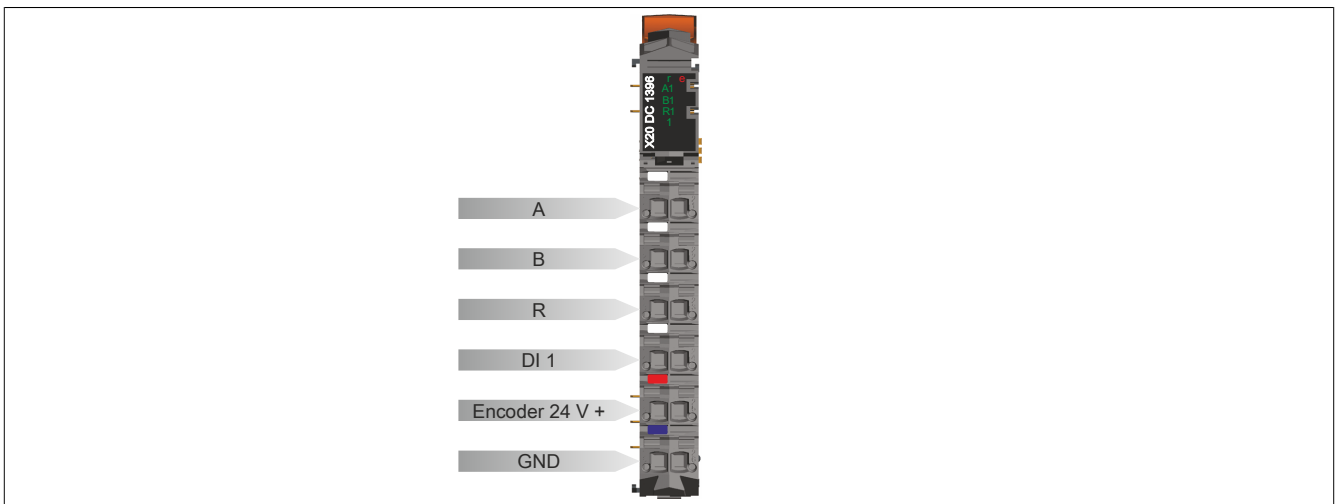 X20 DC 1396
r e
A1
B1
R1
1
A
B
R
DI 1
Encoder 24 V +
GND